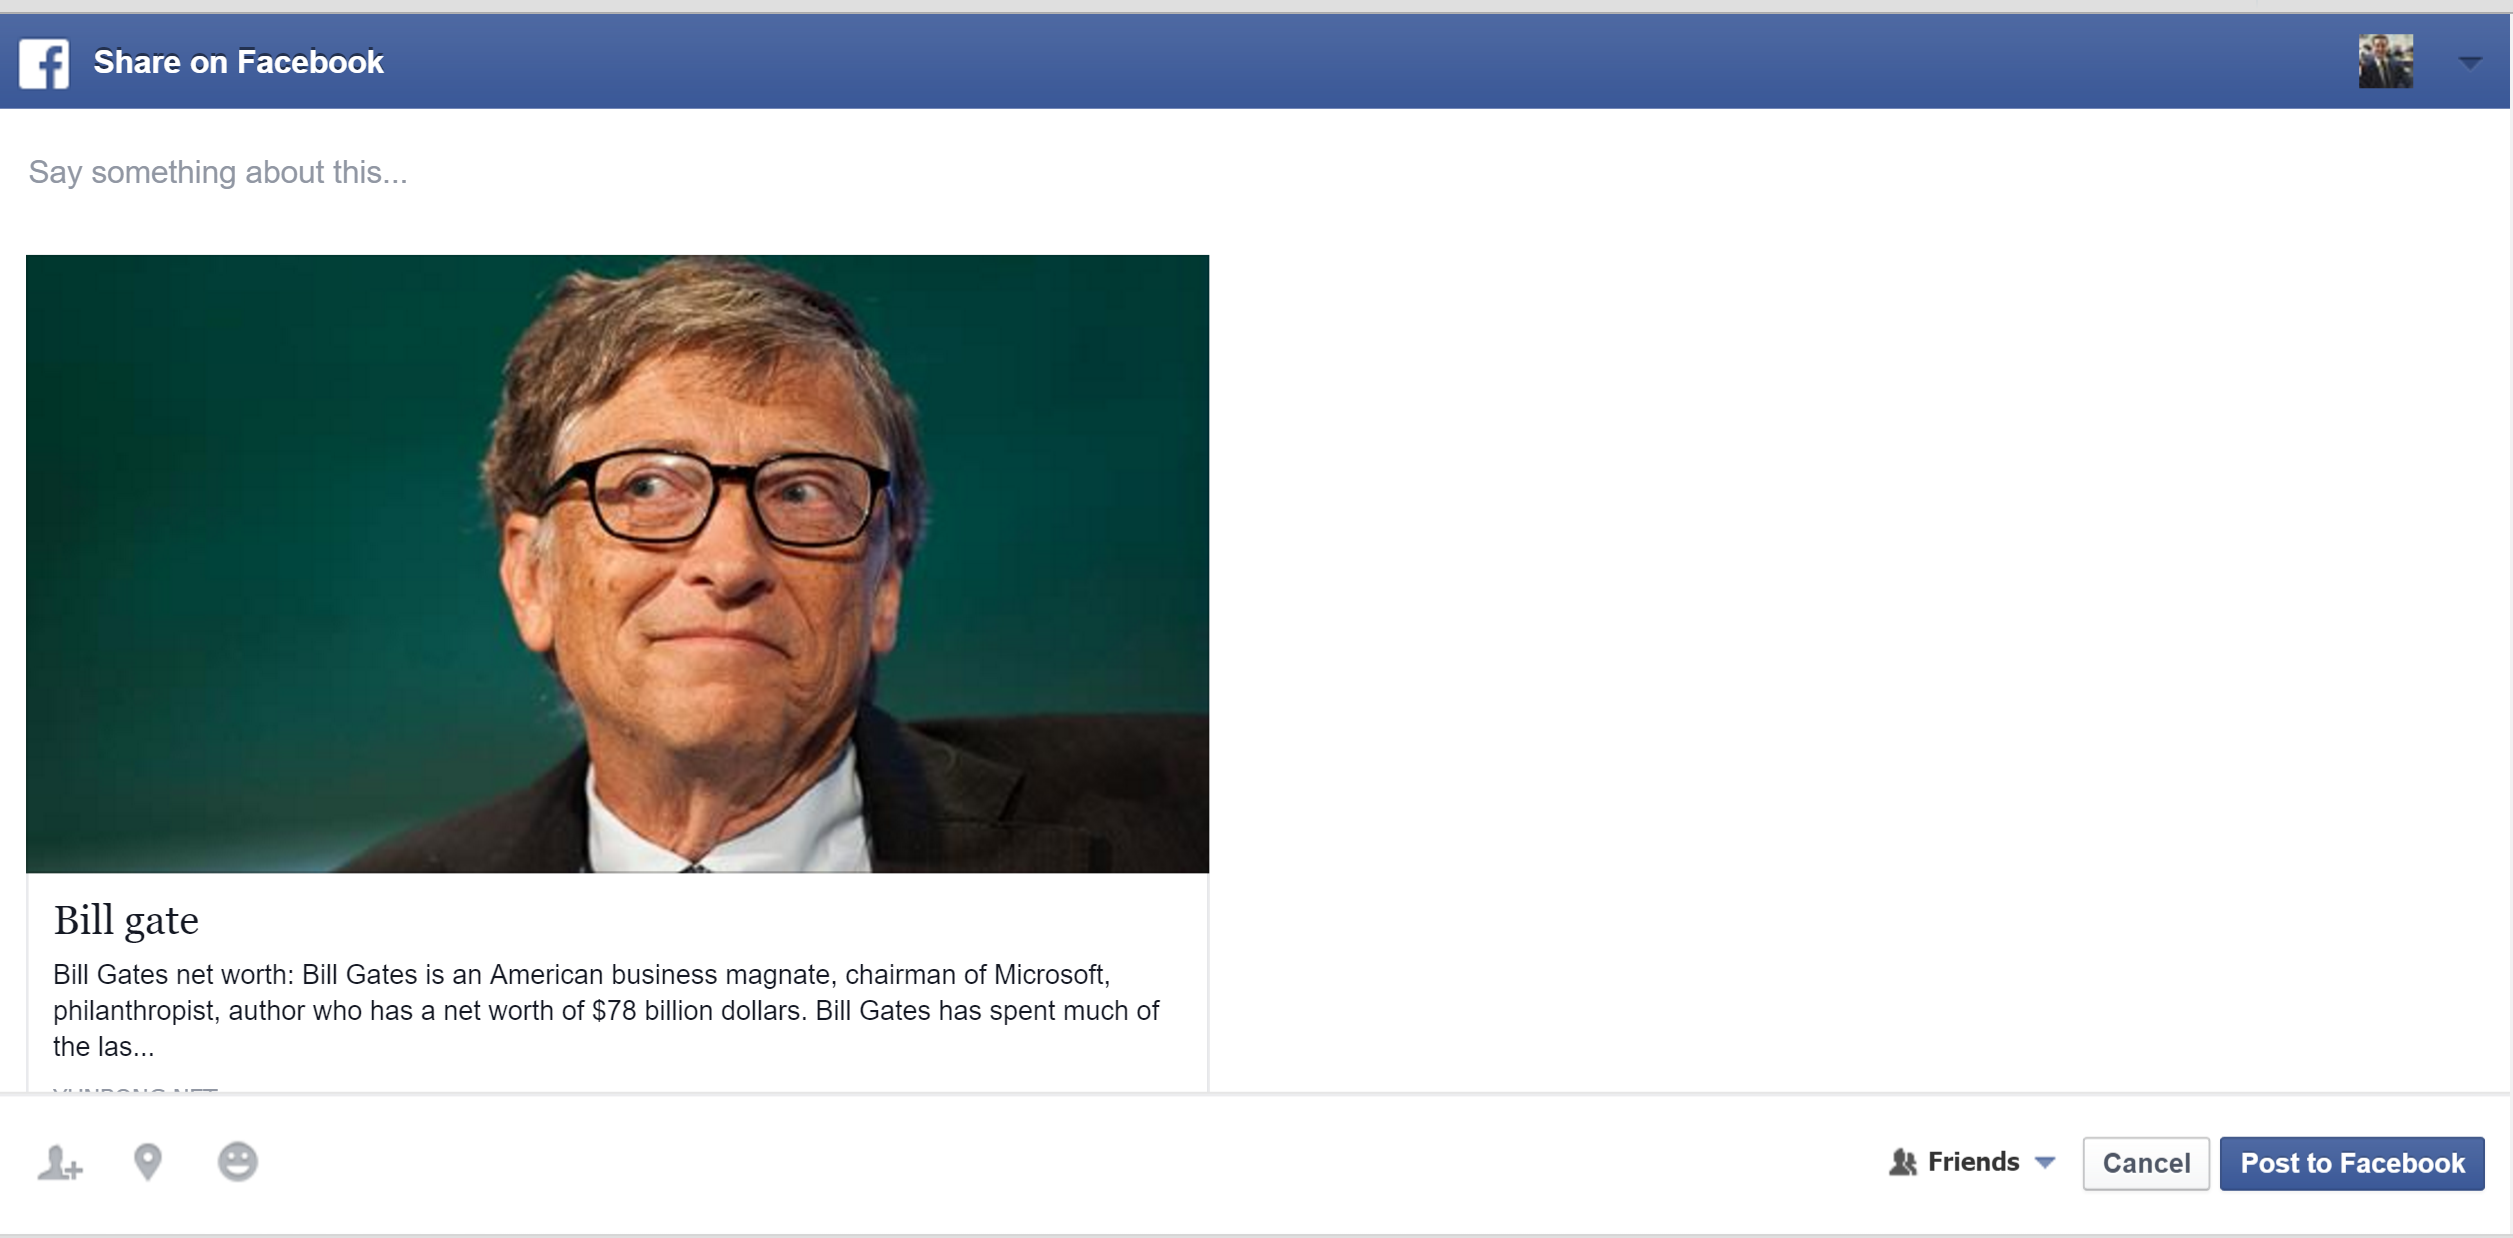 Share on Facebook
Say something about this...
Bill gate
Bill Gates net worth: Bill Gates is an American business magnate, chairman of Microsoft,
philanthropist, author who has a net worth of $78 billion dollars. Bill Gates has spent much of
the las...
Friends
Cancel
Post to Facebook